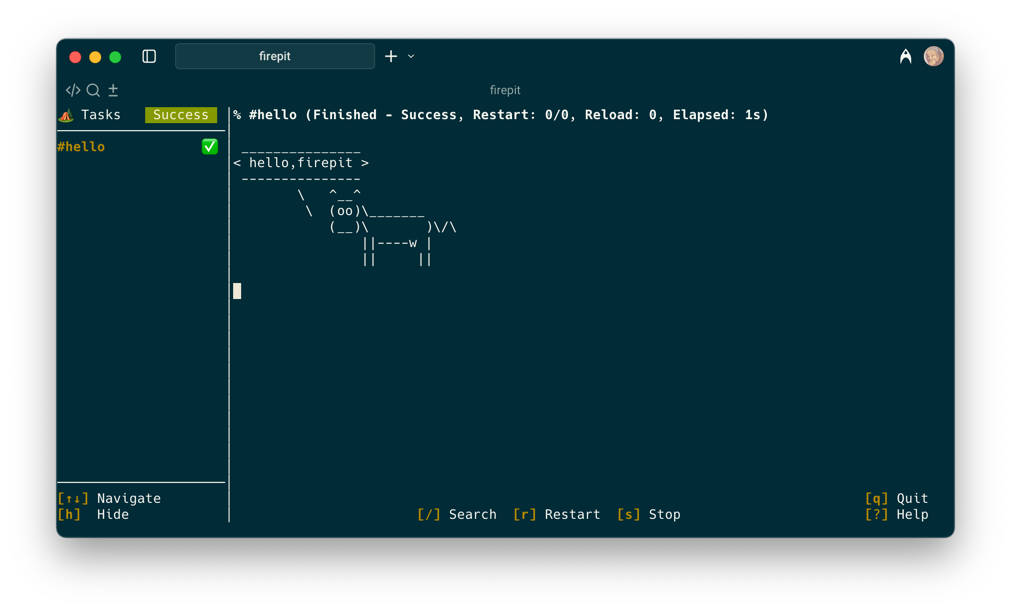 firepit
firepit
Tasks Success
#hello
% #hello (Finished - Success, Restart: 0/0, Reload: 0, Elapsed: 1s)
 _______________
< hello,firepit >
 ---------------
        \   ^__^
         \  (oo)\_______
            (__)\       )\/\
                ||----w |
                ||     ||
[↑↓] Navigate
[h] Hide
[/] Search [r] Restart [s] Stop
[q] Quit
[?] Help